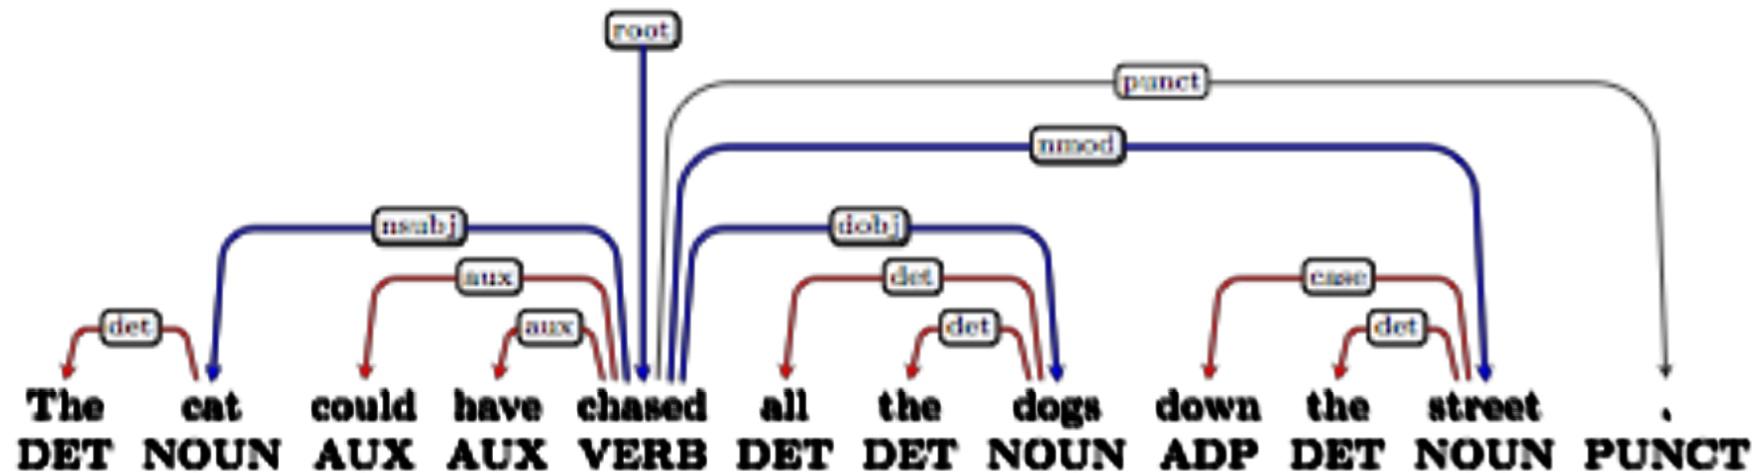 root
punct
nmod
nsubj dobj
aux det case
det aux det det
The cat could have chased all the dogs down the street .
DET NOUN AUX AUX VERB DET DET NOUN ADP DET NOUN PUNCT